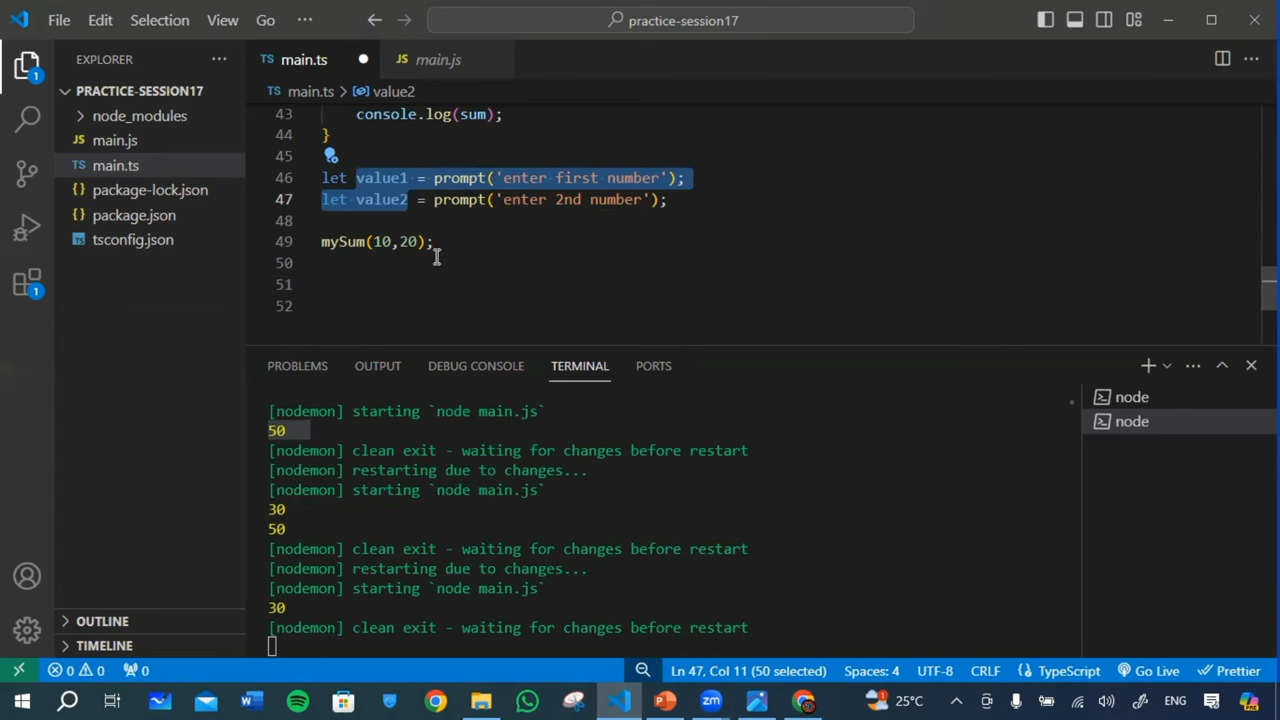 File Edit Selection View Go ··· practice-session17
EXPLORER ···
PRACTICE-SESSION17
node_modules
JS main.js
TS main.ts
package-lock.json
package.json
tsconfig.json
OUTLINE
TIMELINE
1
1
TS main.ts JS main.js
TS main.ts > value2
43 console.log(sum);
44 }
45
46 let value1 = prompt('enter first number');
47 let value2 = prompt('enter 2nd number');
48
49 mySum(10,20);
50
51
52
PROBLEMS OUTPUT DEBUG CONSOLE TERMINAL PORTS
[nodemon] starting `node main.js`
50
[nodemon] clean exit - waiting for changes before restart
[nodemon] restarting due to changes...
[nodemon] starting `node main.js`
30
50
[nodemon] clean exit - waiting for changes before restart
[nodemon] restarting due to changes...
[nodemon] starting `node main.js`
30
[nodemon] clean exit - waiting for changes before restart
node
node
0 0 0 Ln 47, Col 11 (50 selected) Spaces: 4 UTF-8 CRLF TypeScript Go Live Prettier
25°C ENG